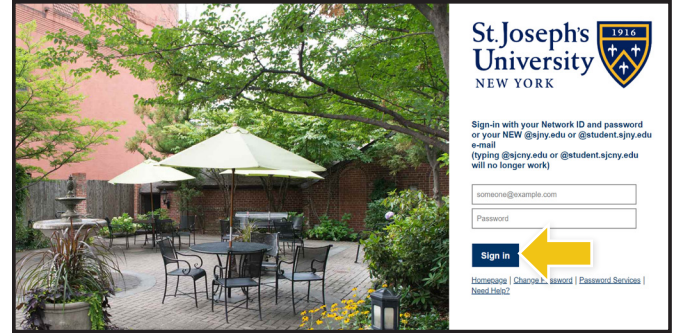 St. Joseph's
University
NEW YORK
1916
Sign-in with your Network ID and password
or your NEW @sjny.edu or @student.sjny.edu
e-mail
(typing @sjcny.edu or @student.sjcny.edu
will no longer work)
someone@example.com
Password
Sign in
Homepage | Change Password | Password Services |
Need Help?